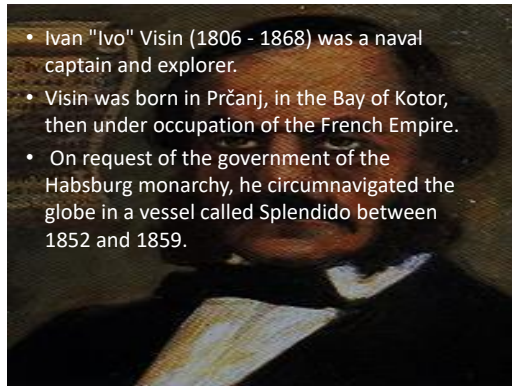 • Ivan "Ivo" Visin (1806 - 1868) was a naval
captain and explorer.
• Visin was born in Prčanj, in the Bay of Kotor,
then under occupation of the French Empire.
• On request of the government of the
Habsburg monarchy, he circumnavigated the
globe in a vessel called Splendido between
1852 and 1859.